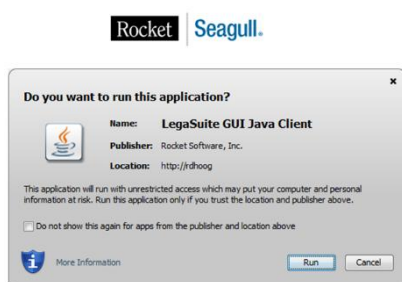 Rocket Seagull.
Do you want to run this application?
Name: LegaSuite GUI Java Client
Publisher: Rocket Software, Inc.
Location: http://rdhoog
This application will run with unrestricted access which may put your computer and personal
information at risk. Run this application only if you trust the location and publisher above.
Do not show this again for apps from the publisher and location above
More Information
Run Cancel